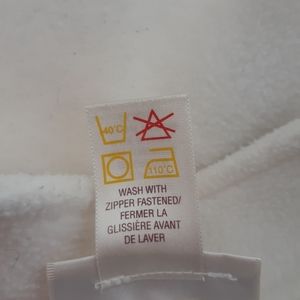 40°C
110°C
WASH WITH
ZIPPER FASTENED/
FERMER LA
GLISSIÈRE AVANT
DE LAVER